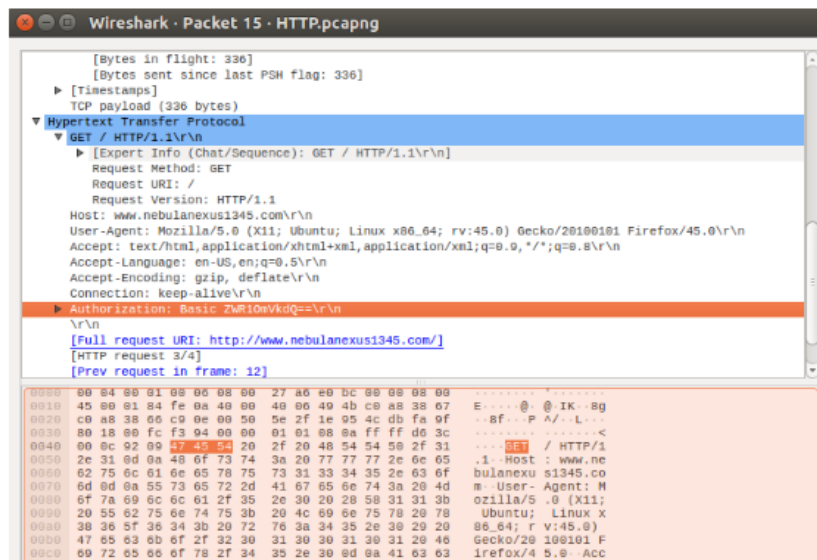 Wireshark · Packet 15 · HTTP.pcapng
[Bytes in flight: 336]
[Bytes sent since last PSH flag: 336]
[Timestamps]
TCP payload (336 bytes)
Hypertext Transfer Protocol
GET / HTTP/1.1\r\n
[Expert Info (Chat/Sequence): GET / HTTP/1.1\r\n]
Request Method: GET
Request URI: /
Request Version: HTTP/1.1
Host: www.nebulanexus1345.com\r\n
User-Agent: Mozilla/5.0 (X11; Ubuntu; Linux x86_64; rv:45.0) Gecko/20100101 Firefox/45.0\r\n
Accept: text/html,application/xhtml+xml,application/xml;q=0.9,*/*;q=0.8\r\n
Accept-Language: en-US,en;q=0.5\r\n
Accept-Encoding: gzip, deflate\r\n
Connection: keep-alive\r\n
Authorization: Basic ZWR1OmVkdQ==\r\n
\r\n
[Full request URI: http://www.nebulanexus1345.com/]
[HTTP request 3/4]
[Prev request in frame: 12]
0000 00 04 00 01 00 06 08 00 27 a6 e0 bc 00 00 08 00 ········ '·······
0010 45 00 01 84 fe 0a 40 00 40 06 49 4b c0 a8 38 67 E·····@· @·IK··8g
0020 c0 a8 38 66 c9 0e 00 50 5e 2f 1e 95 4c db fa 9f ··8f···P ^/··L···
0030 80 18 00 fc f3 94 00 00 01 01 08 0a ff ff d6 3c ········ ·······<
0040 00 0c 92 09 47 45 54 20 2f 20 48 54 54 50 2f 31 ····GET / HTTP/1
0050 2e 31 0d 0a 48 6f 73 74 3a 20 77 77 77 2e 6e 65 .1··Host : www.ne
0060 62 75 6c 61 6e 65 78 75 73 31 33 34 35 2e 63 6f bulanexu s1345.co
0070 6d 0d 0a 55 73 65 72 2d 41 67 65 6e 74 3a 20 4d m··User- Agent: M
0080 6f 7a 69 6c 6c 61 2f 35 2e 30 20 28 58 31 31 3b ozilla/5 .0 (X11;
0090 20 55 62 75 6e 74 75 3b 20 4c 69 6e 75 78 20 78 Ubuntu; Linux x
00a0 38 36 5f 36 34 3b 20 72 76 3a 34 35 2e 30 29 20 86_64; r v:45.0)
00b0 47 65 63 6b 6f 2f 32 30 31 30 30 31 30 31 20 46 Gecko/20 100101 F
00c0 69 72 65 66 6f 78 2f 34 35 2e 30 0d 0a 41 63 63 irefox/4 5.0··Acc